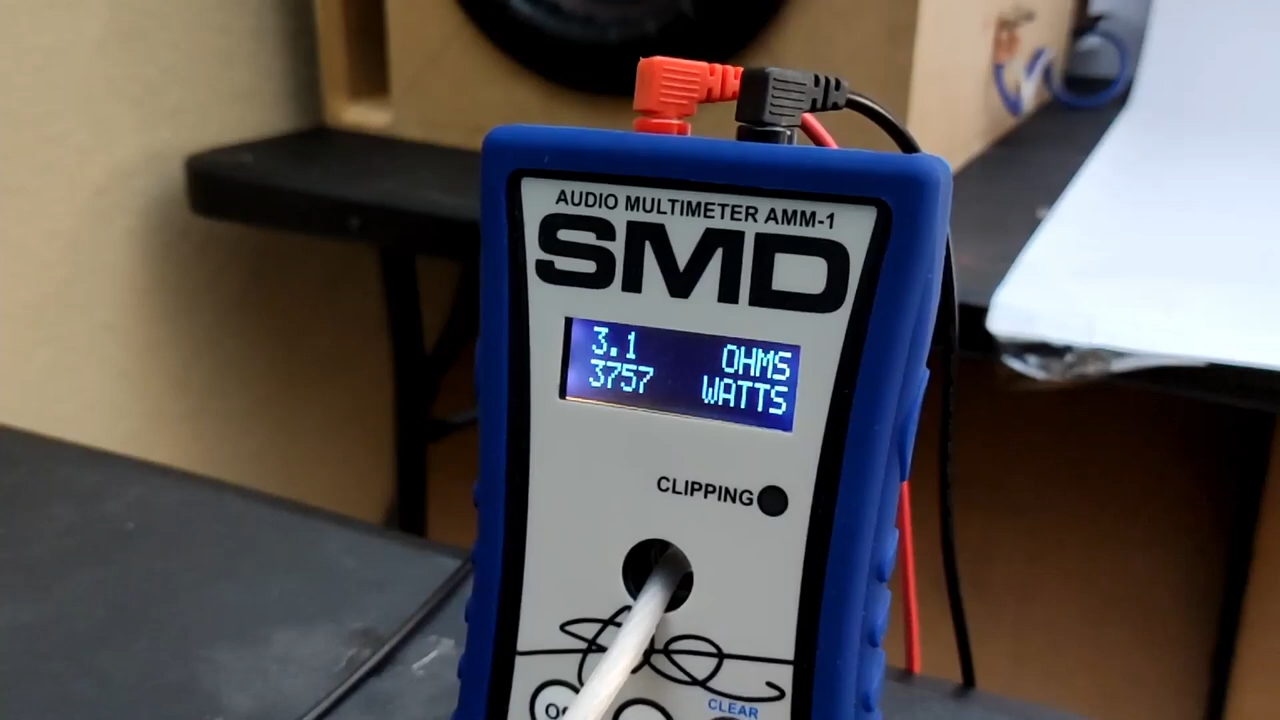 AUDIO MULTIMETER AMM-1
SMD
3.1 OHMS
3757 WATTS
CLIPPING
CLEAR